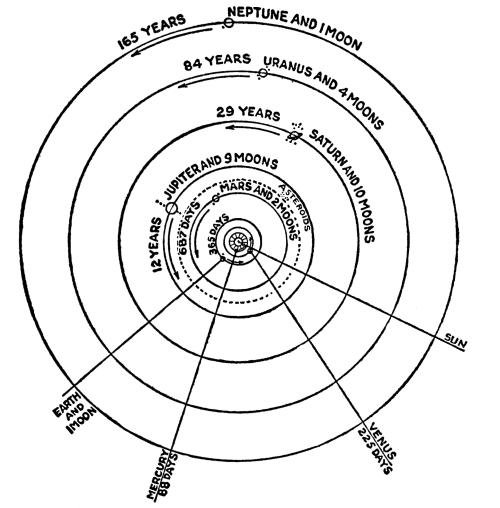 NEPTUNE AND 1 MOON
165 YEARS
URANUS AND 4 MOONS
84 YEARS
SATURN AND 10 MOONS
29 YEARS
JUPITER AND 9 MOONS
12 YEARS
ASTEROIDS
MARS AND 2 MOONS
687 DAYS
365 DAYS
SUN
EARTH
AND
1 MOON
VENUS
225 DAYS
MERCURY
88 DAYS